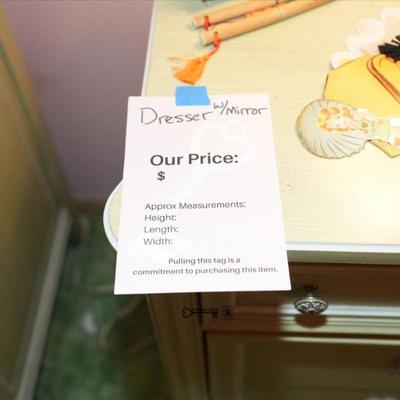 Dresser w/Mirror
Our Price:
$
Approx Measurements:
Height:
Length:
Width:
Pulling this tag is a
commitment to purchasing this item.